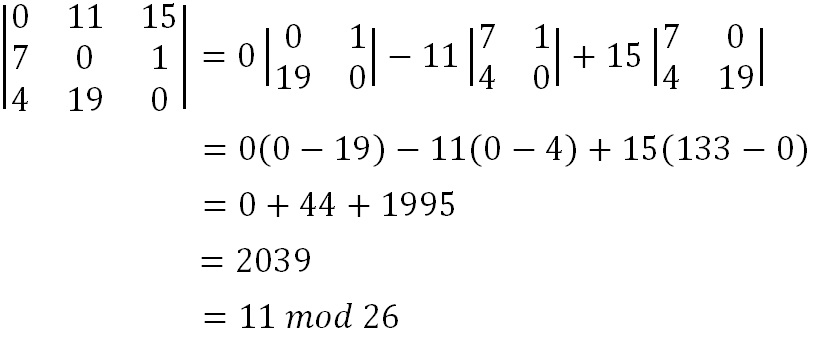 |0 11 15|
|7 0 1| = 0 |0 1| − 11 |7 1| + 15 |7 0|
|4 19 0| |19 0| |4 0| |4 19|
= 0(0 − 19) − 11(0 − 4) + 15(133 − 0)
= 0 + 44 + 1995
= 2039
= 11 mod 26